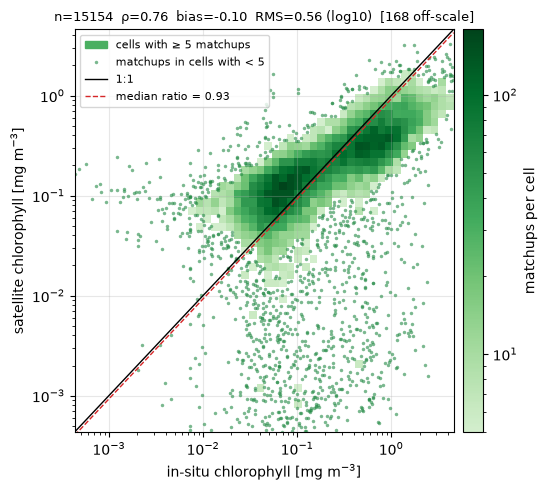 n=15154 ρ=0.76 bias=-0.10 RMS=0.56 (log10) [168 off-scale]
cells with ≥ 5 matchups
matchups in cells with < 5
1:1
median ratio = 0.93
10⁰
10⁻¹
10⁻²
10⁻³
satellite chlorophyll [mg m⁻³]
10⁻³
10⁻²
10⁻¹
10⁰
in-situ chlorophyll [mg m⁻³]
10²
10¹
matchups per cell